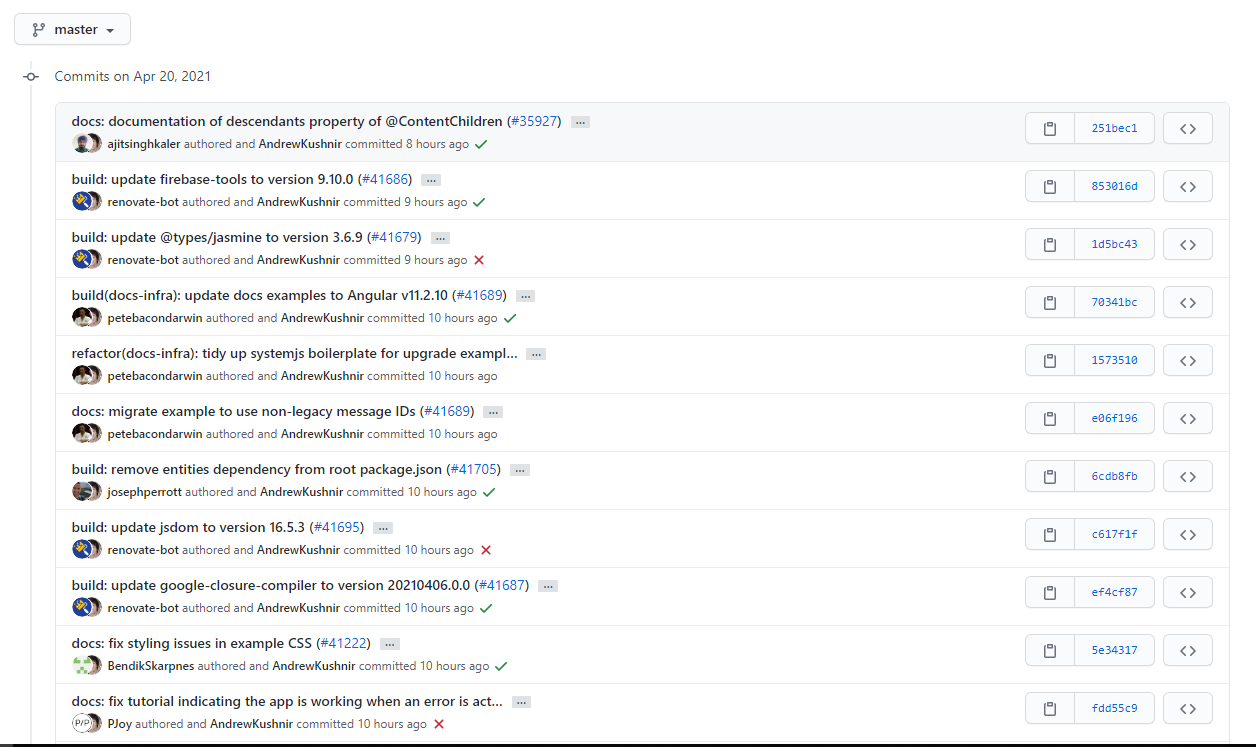 master
Commits on Apr 20, 2021
docs: documentation of descendants property of @ContentChildren (#35927) ...
251bec1
ajitsinghkaler authored and AndrewKushnir committed 8 hours ago
build: update firebase-tools to version 9.10.0 (#41686) ...
853016d
renovate-bot authored and AndrewKushnir committed 9 hours ago
build: update @types/jasmine to version 3.6.9 (#41679) ...
1d5bc43
renovate-bot authored and AndrewKushnir committed 9 hours ago
build(docs-infra): update docs examples to Angular v11.2.10 (#41689) ...
70341bc
petebacondarwin authored and AndrewKushnir committed 10 hours ago
refactor(docs-infra): tidy up systemjs boilerplate for upgrade exampl... ...
1573510
petebacondarwin authored and AndrewKushnir committed 10 hours ago
docs: migrate example to use non-legacy message IDs (#41689) ...
e06f196
petebacondarwin authored and AndrewKushnir committed 10 hours ago
build: remove entities dependency from root package.json (#41705) ...
6cdb8fb
josephperrott authored and AndrewKushnir committed 10 hours ago
build: update jsdom to version 16.5.3 (#41695) ...
c617f1f
renovate-bot authored and AndrewKushnir committed 10 hours ago
build: update google-closure-compiler to version 20210406.0.0 (#41687) ...
ef4cf87
renovate-bot authored and AndrewKushnir committed 10 hours ago
docs: fix styling issues in example CSS (#41222) ...
5e34317
BendikSkarpnes authored and AndrewKushnir committed 10 hours ago
docs: fix tutorial indicating the app is working when an error is act... ...
fdd55c9
P/P/ PJoy authored and AndrewKushnir committed 10 hours ago